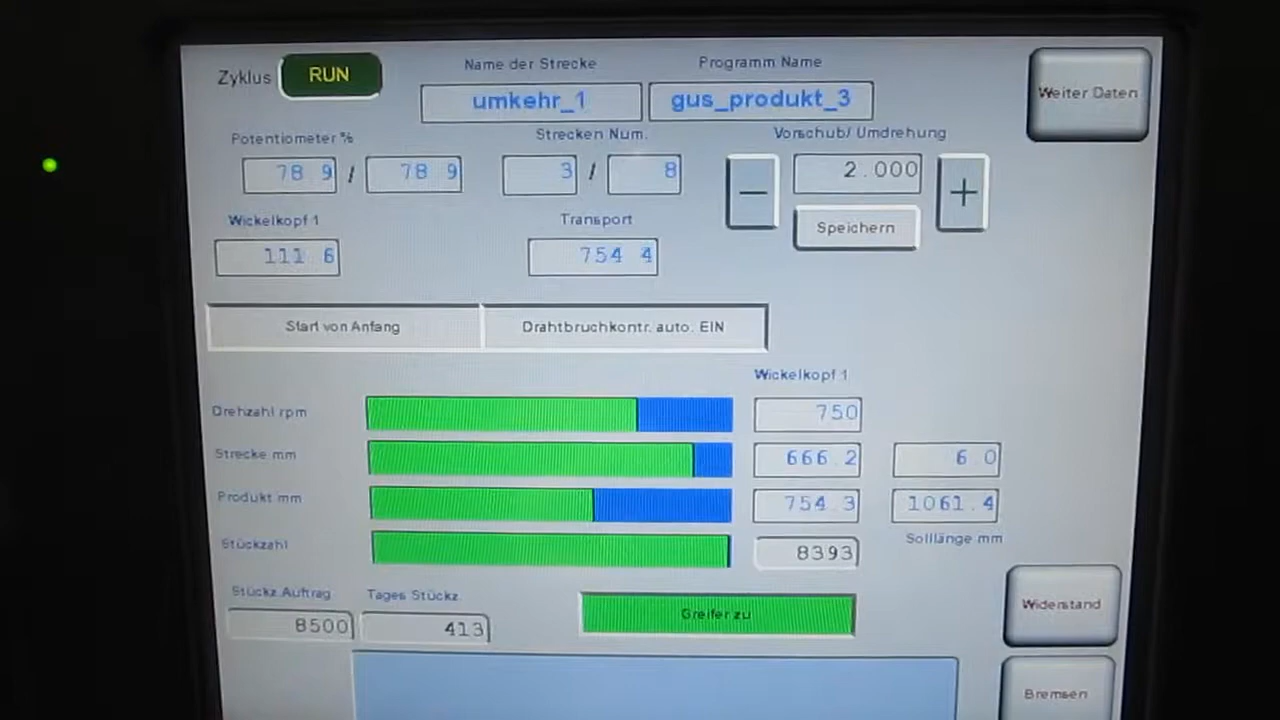 Zyklus RUN
Name der Strecke
Programm Name
umkehr_1
gus_produkt_3
Weiter Daten
Potentiometer %
Strecken Num.
Vorschub/ Umdrehung
78 9 / 78 9
3 / 8
− 2.000 +
Speichern
Wickelkopf 1
Transport
111 6
754 4
Start von Anfang
Drahtbruchkontr. auto. EIN
Wickelkopf 1
Drehzahl rpm
750
Strecke mm
666.2
6 0
Produkt mm
754.3
1061.4
Solllänge mm
Stückzahl
8393
Stückz.Auftrag
Tages Stückz.
8500
413
Greifer zu
Widerstand
Bremsen